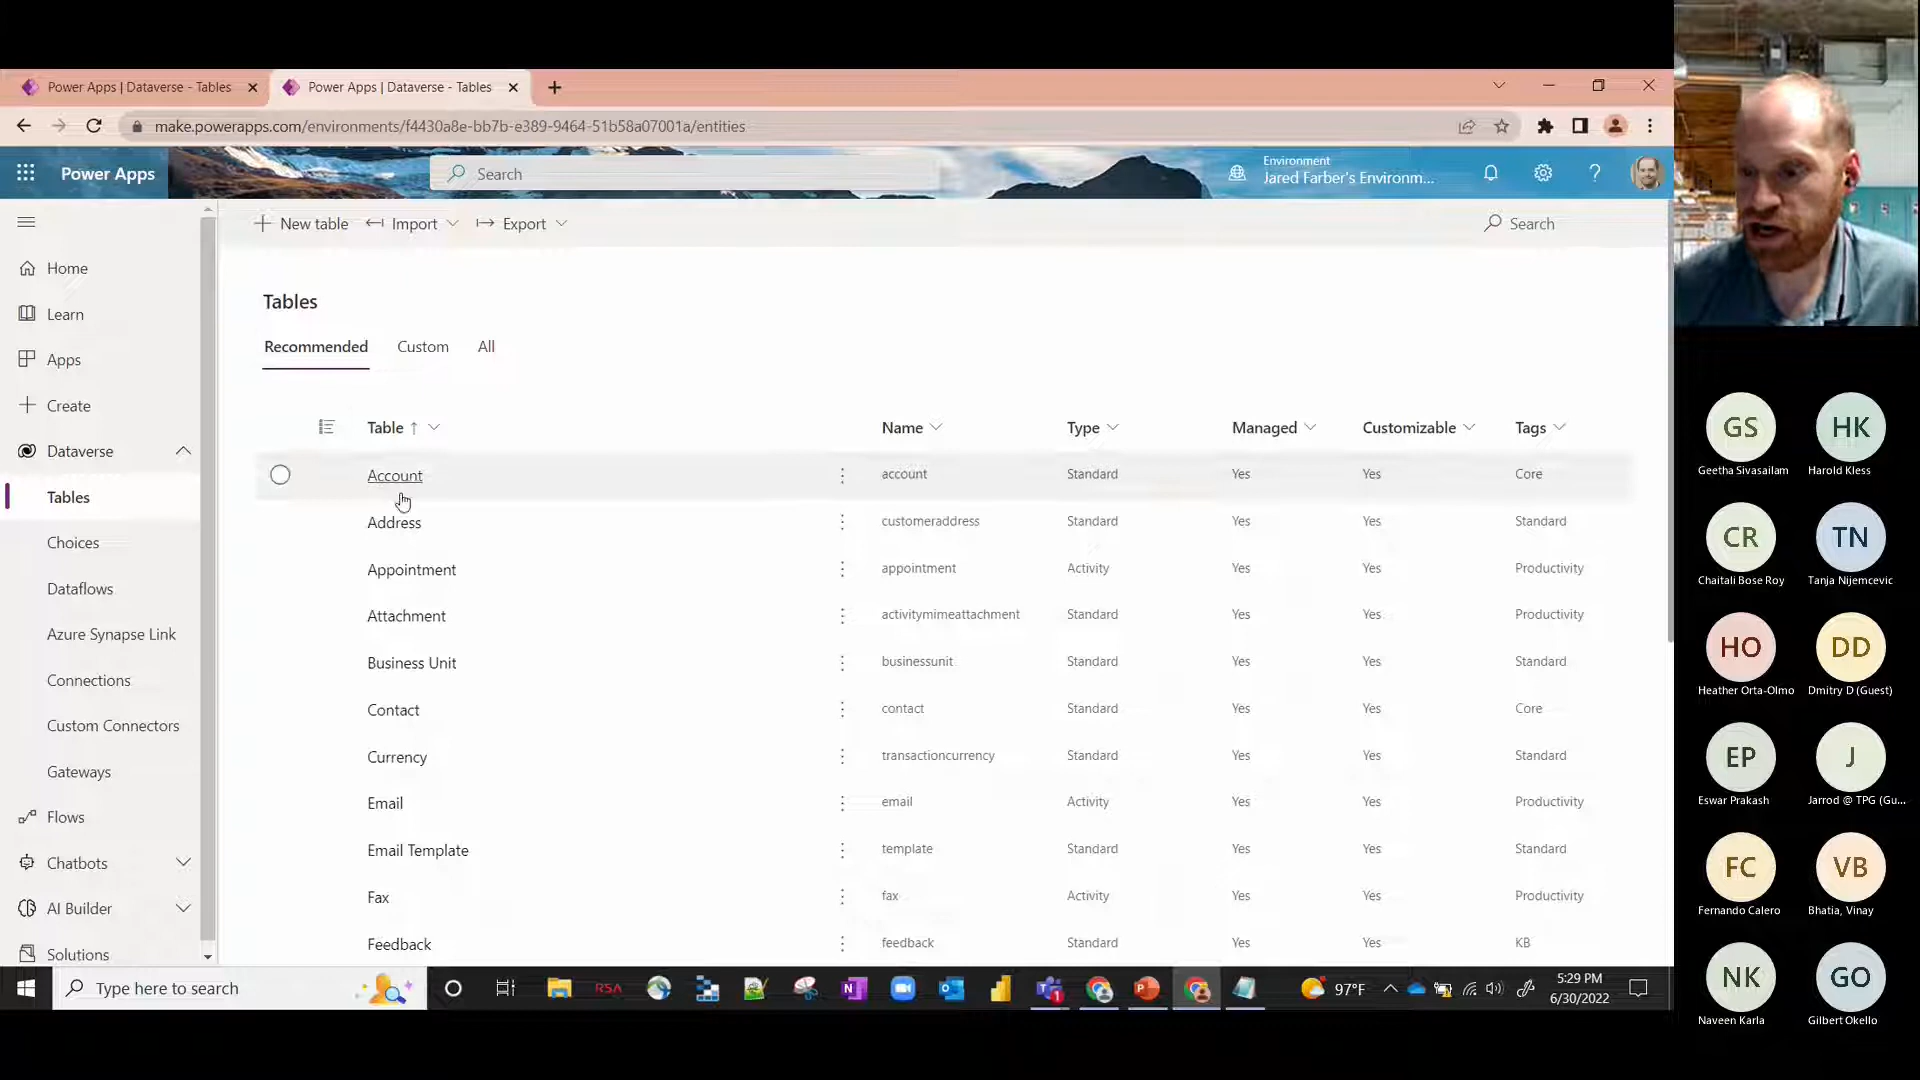 Power Apps | Dataverse - Tables
Power Apps | Dataverse - Tables
make.powerapps.com/environments/f4430a8e-bb7b-e389-9464-51b58a07001a/entities
Power Apps
Search
Environment
Jared Farber's Environm...
New table
Import
Export
Search
Home
Learn
Apps
Create
Dataverse
Tables
Choices
Dataflows
Azure Synapse Link
Connections
Custom Connectors
Gateways
Flows
Chatbots
AI Builder
Solutions
Tables
Recommended Custom All
Table Name Type Managed Customizable Tags
Account account Standard Yes Yes Core
Address customeraddress Standard Yes Yes Standard
Appointment appointment Activity Yes Yes Productivity
Attachment activitymimeattachment Standard Yes Yes Productivity
Business Unit businessunit Standard Yes Yes Standard
Contact contact Standard Yes Yes Core
Currency transactioncurrency Standard Yes Yes Standard
Email email Activity Yes Yes Productivity
Email Template template Standard Yes Yes Standard
Fax fax Activity Yes Yes Productivity
Feedback feedback Standard Yes Yes KB
Type here to search
RSA
97°F
5:29 PM
6/30/2022
GS HK
Geetha Sivasailam Harold Kless
CR TN
Chaitali Bose Roy Tanja Nijemcevic
HO DD
Heather Orta-Olmo Dmitry D (Guest)
EP J
Eswar Prakash Jarrod @ TPG (Gu...
FC VB
Fernando Calero Bhatia, Vinay
NK GO
Naveen Karla Gilbert Okello